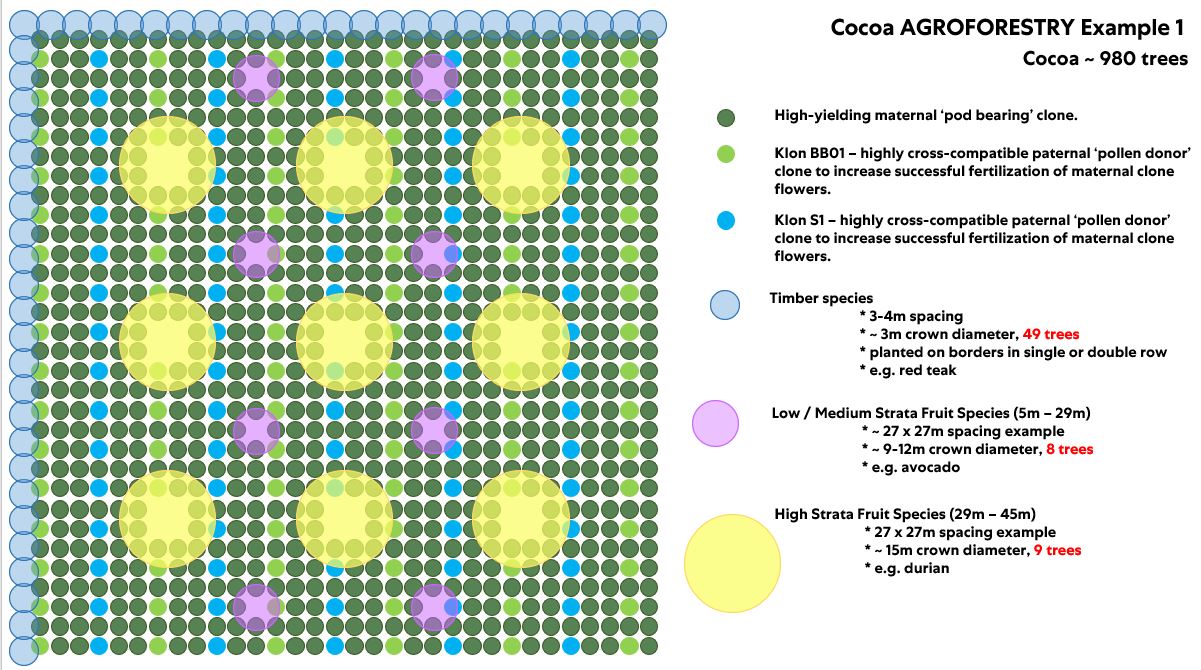 Cocoa AGROFORESTRY Example 1
Cocoa ~ 980 trees
High-yielding maternal ‘pod bearing’ clone.
Klon BB01 – highly cross-compatible paternal ‘pollen donor’
clone to increase successful fertilization of maternal clone
flowers.
Klon S1 – highly cross-compatible paternal ‘pollen donor’
clone to increase successful fertilization of maternal clone
flowers.
Timber species
* 3-4m spacing
* ~ 3m crown diameter, 49 trees
* planted on borders in single or double row
* e.g. red teak
Low / Medium Strata Fruit Species (5m – 29m)
* ~ 27 x 27m spacing example
* ~ 9-12m crown diameter, 8 trees
* e.g. avocado
High Strata Fruit Species (29m – 45m)
* 27 x 27m spacing example
* ~ 15m crown diameter, 9 trees
* e.g. durian